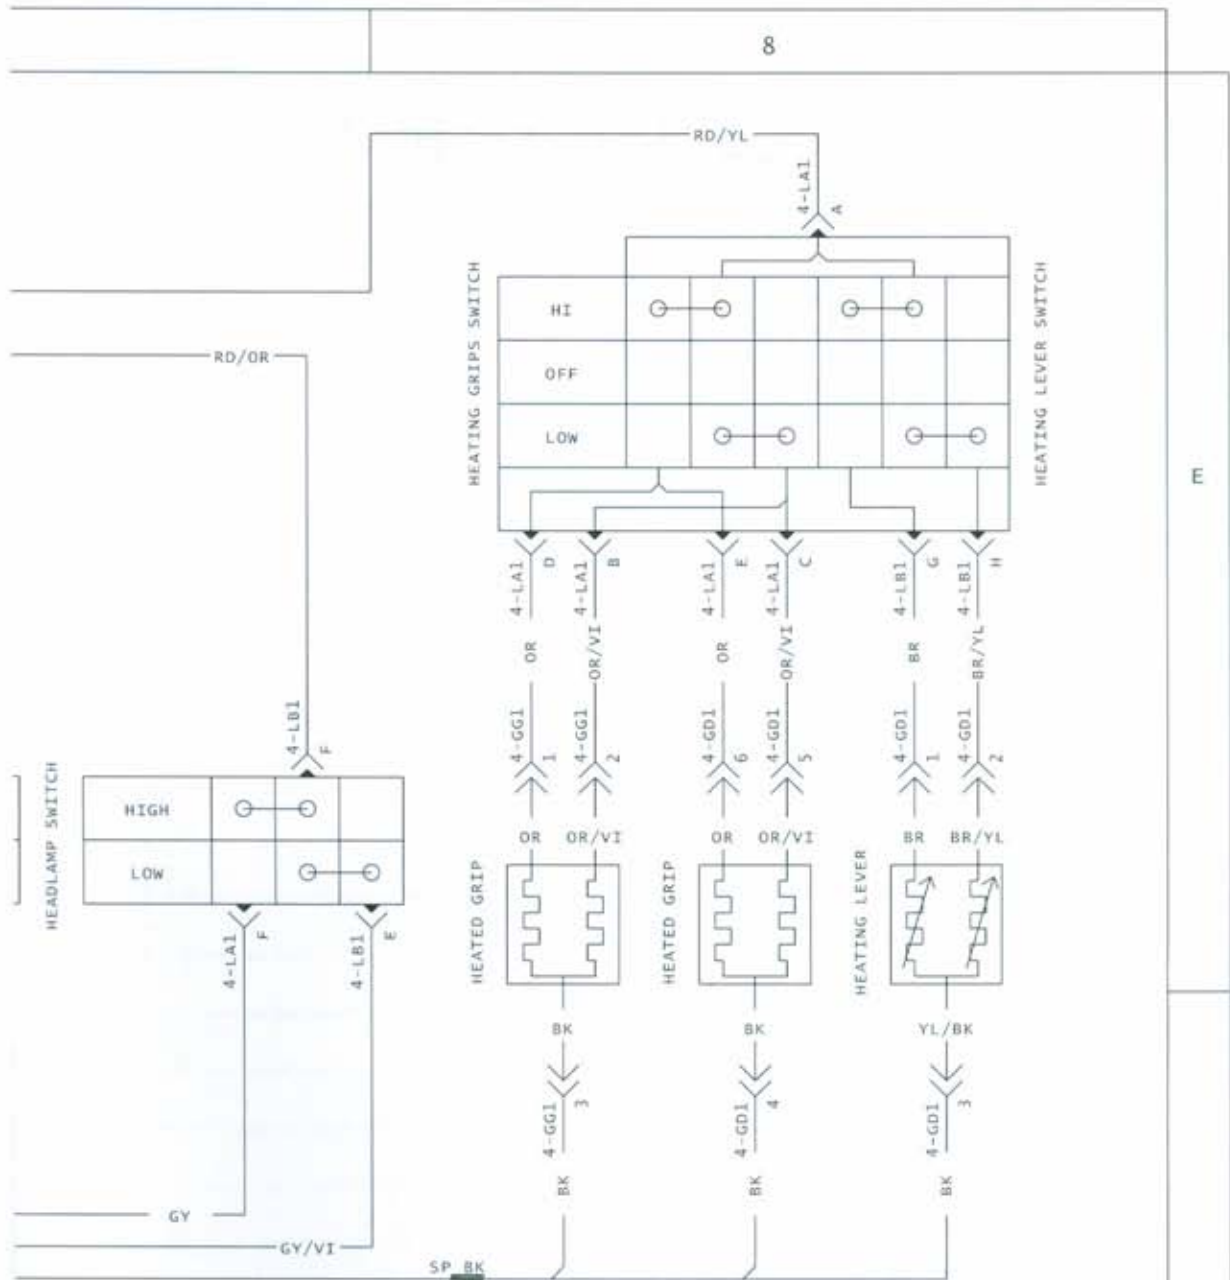 8
RD/YL
4-LA1
A
HEATING GRIPS SWITCH
HEATING LEVER SWITCH
HI
OFF
LOW
RD/OR
E
D
B
E
C
G
H
4-LA1
4-LA1
4-LA1
4-LA1
4-LB1
4-LB1
OR
OR/VI
OR
OR/VI
BR
BR/YL
4-GG1
4-GG1
4-GD1
4-GD1
4-GD1
4-GD1
1
2
6
5
1
2
4-LB1
F
HEADLAMP SWITCH
HIGH
LOW
OR
OR/VI
OR
OR/VI
BR
BR/YL
HEATED GRIP
HEATED GRIP
HEATING LEVER
4-LA1
F
4-LB1
E
BK
BK
YL/BK
3
4
3
4-GG1
4-GD1
4-GD1
BK
BK
BK
GY
GY/VI
SP BK